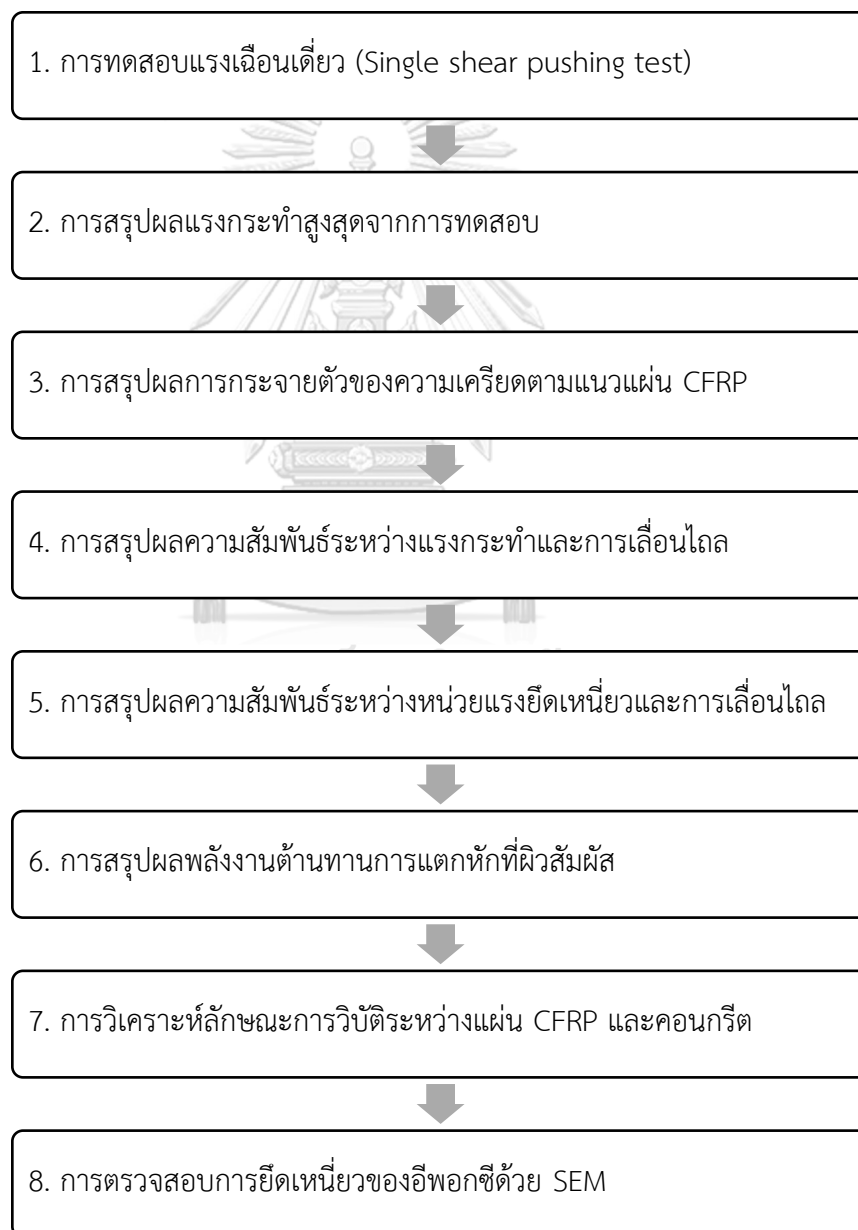 1. การทดสอบแรงเฉือนเดี่ยว (Single shear pushing test)
2. การสรุปผลแรงกระทำสูงสุดจากการทดสอบ
3. การสรุปผลการกระจายตัวของความเครียดตามแนวแผ่น CFRP
4. การสรุปผลความสัมพันธ์ระหว่างแรงกระทำและการเลื่อนไถล
5. การสรุปผลความสัมพันธ์ระหว่างหน่วยแรงยึดเหนี่ยวและการเลื่อนไถล
6. การสรุปผลพลังงานต้านทานการแตกหักที่ผิวสัมผัส
7. การวิเคราะห์ลักษณะการวิบัติระหว่างแผ่น CFRP และคอนกรีต
8. การตรวจสอบการยึดเหนี่ยวของอีพอกซีด้วย SEM